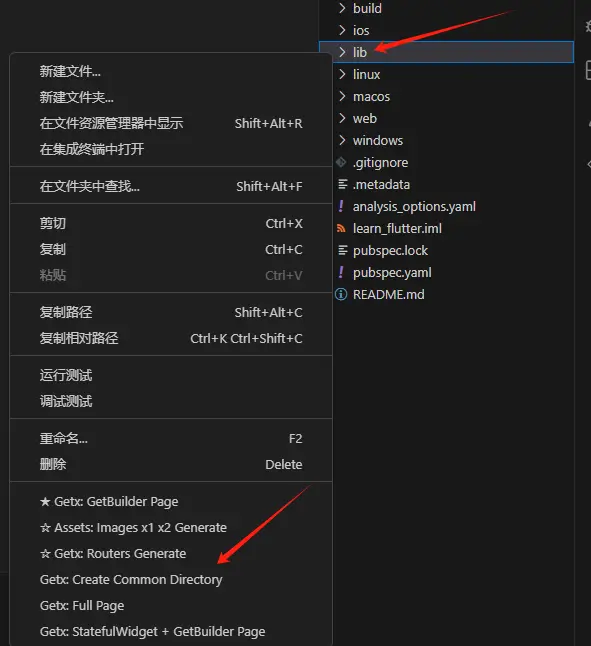 build
ios
lib
linux
macos
web
windows
.gitignore
.metadata
analysis_options.yaml
learn_flutter.iml
pubspec.lock
pubspec.yaml
README.md
新建文件...
新建文件夹...
在文件资源管理器中显示 Shift+Alt+R
在集成终端中打开
在文件夹中查找... Shift+Alt+F
剪切 Ctrl+X
复制 Ctrl+C
粘贴 Ctrl+V
复制路径 Shift+Alt+C
复制相对路径 Ctrl+K Ctrl+Shift+C
运行测试
调试测试
重命名... F2
删除 Delete
★ Getx: GetBuilder Page
☆ Assets: Images x1 x2 Generate
☆ Getx: Routers Generate
Getx: Create Common Directory
Getx: Full Page
Getx: StatefulWidget + GetBuilder Page